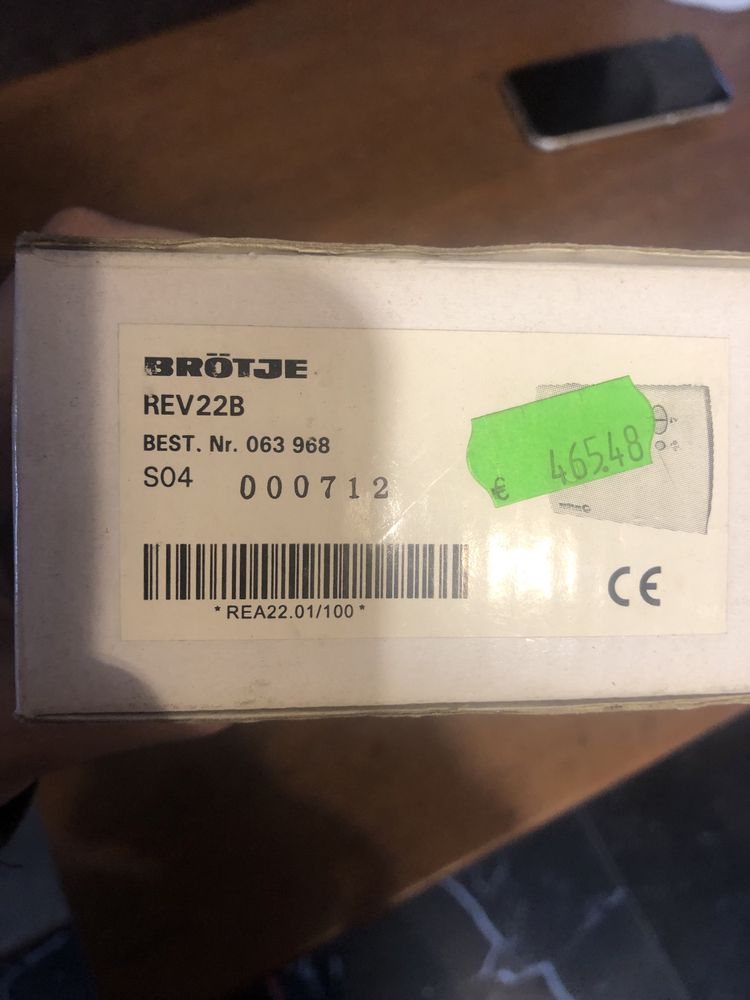 BRÖTJE
REV22B
BEST. Nr. 063 968
S04 000712
€ 465.48
*REA22.01/100*
CE